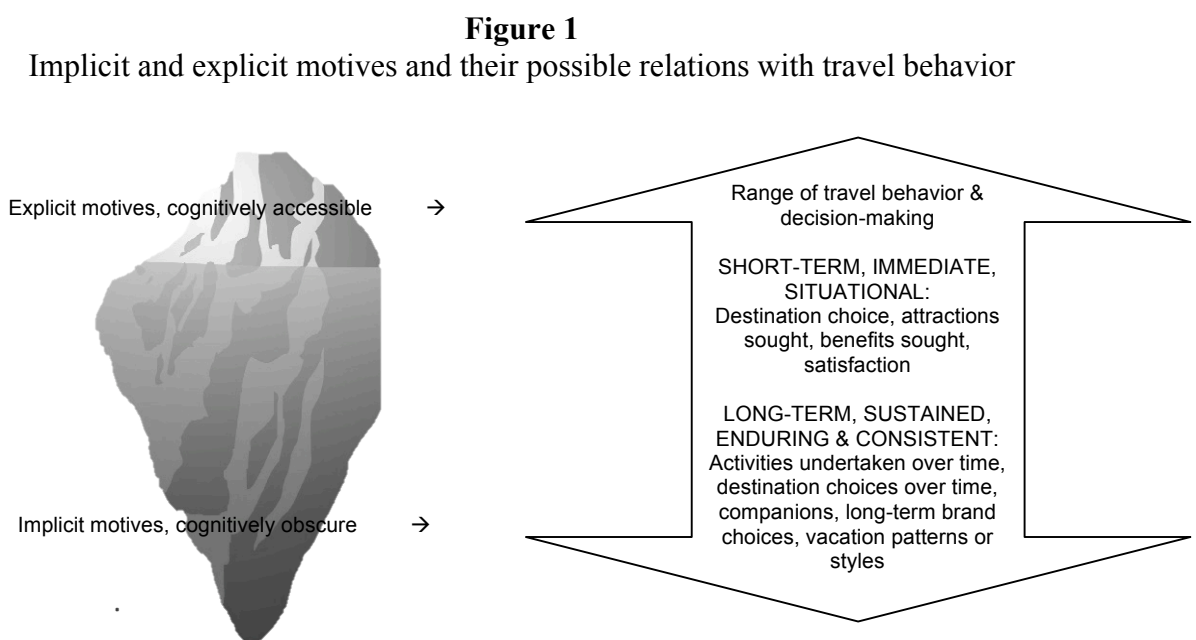 Figure 1
Implicit and explicit motives and their possible relations with travel behavior
Explicit motives, cognitively accessible →
Range of travel behavior &
decision-making
SHORT-TERM, IMMEDIATE,
SITUATIONAL:
Destination choice, attractions
sought, benefits sought,
satisfaction
LONG-TERM, SUSTAINED,
ENDURING & CONSISTENT:
Activities undertaken over time,
destination choices over time,
companions, long-term brand
choices, vacation patterns or
styles
Implicit motives, cognitively obscure →